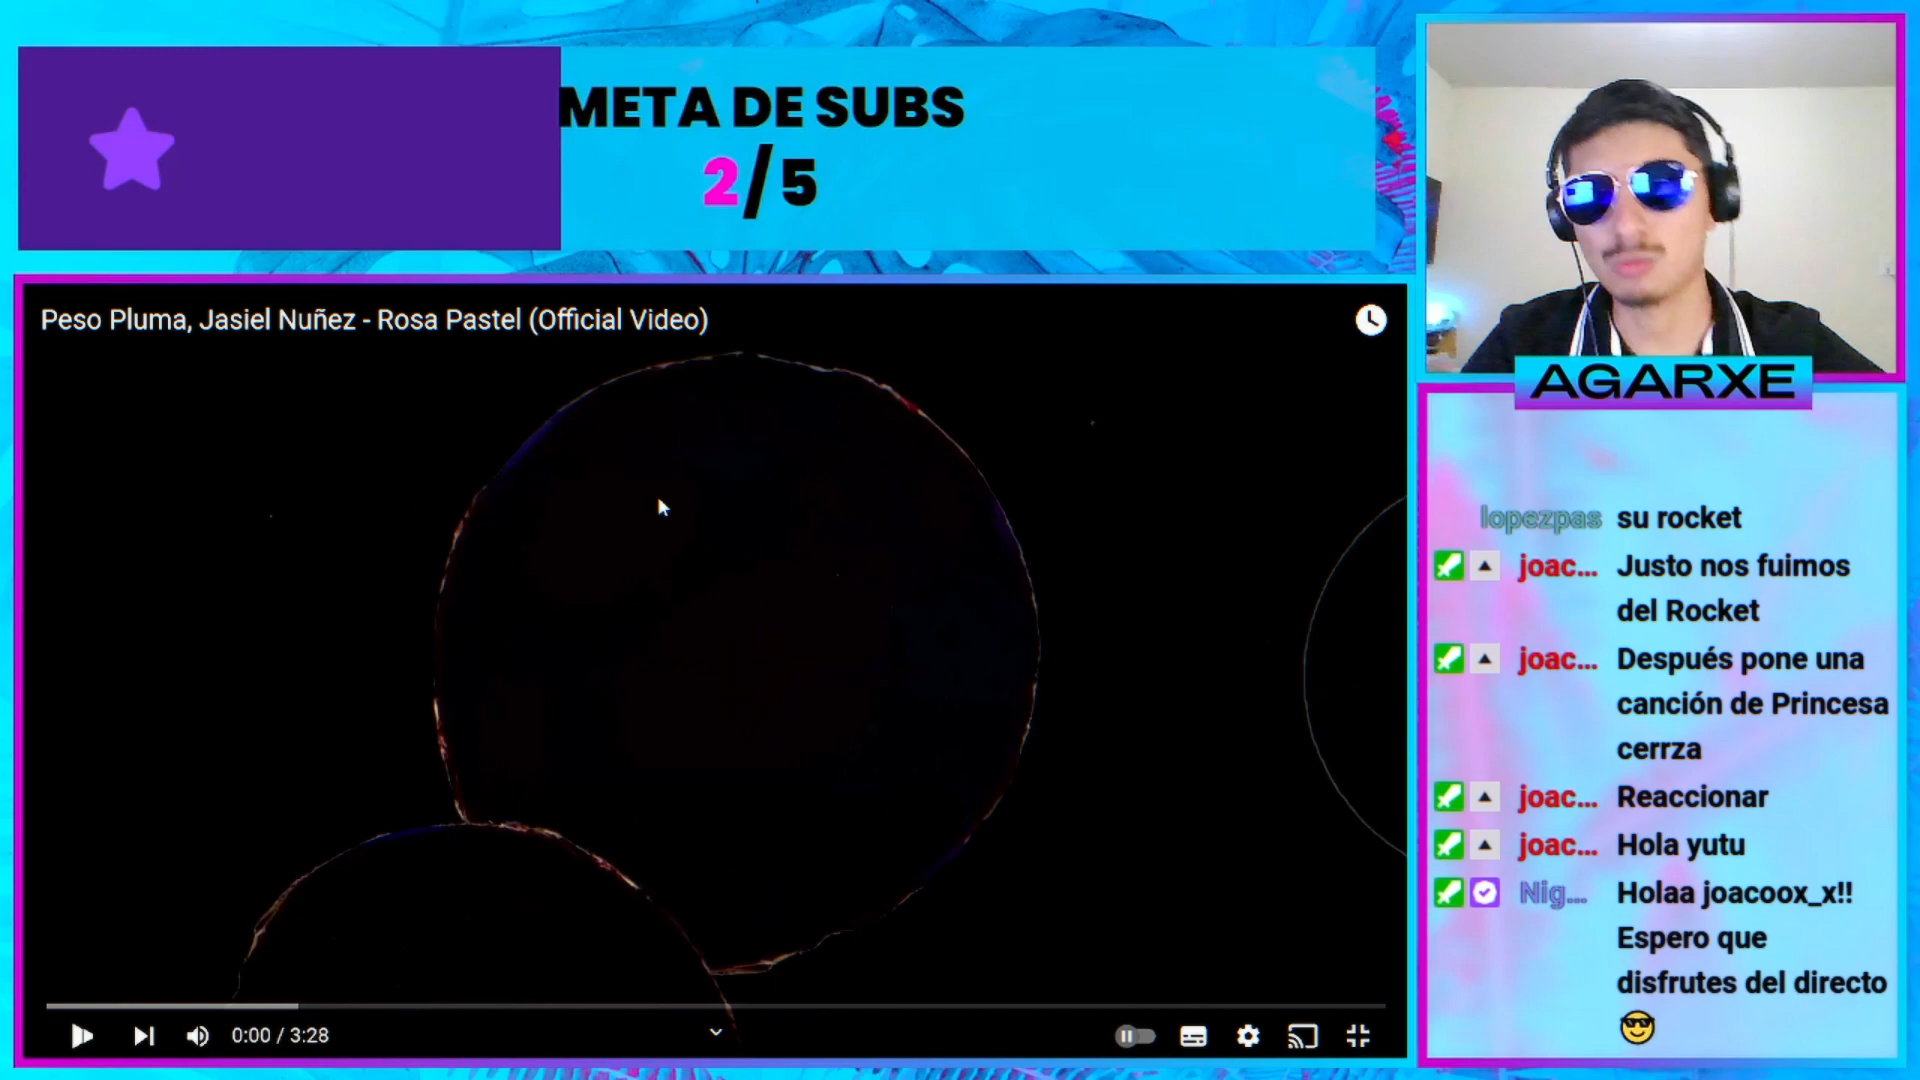 META DE SUBS
2/5
Peso Pluma, Jasiel Nuñez - Rosa Pastel (Official Video)
0:00 / 3:28
AGARXE
lopezpas su rocket
joac... Justo nos fuimos
del Rocket
joac... Después pone una
canción de Princesa
cerrza
joac... Reaccionar
joac... Hola yutu
Nig... Holaa joacoox_x!!
Espero que
disfrutes del directo
😎